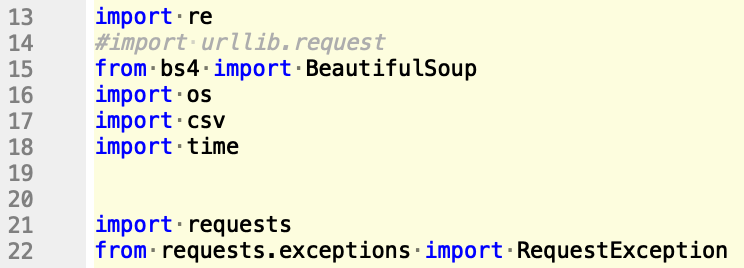 13 import re
14 #import urllib.request
15 from bs4 import BeautifulSoup
16 import os
17 import csv
18 import time
19
20
21 import requests
22 from requests.exceptions import RequestException